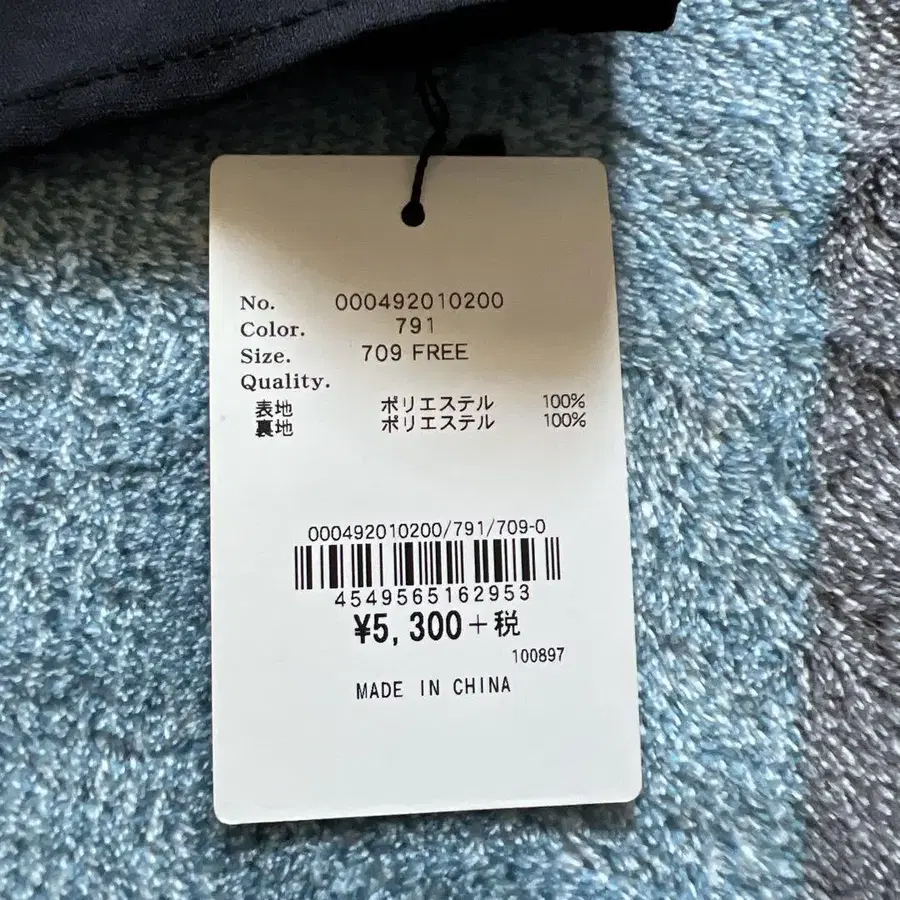 No. 000492010200
Color. 791
Size. 709 FREE
Quality.
表地 ポリエステル 100%
裏地 ポリエステル 100%
000492010200/791/709-0
4549565162953
¥5,300+税
100897
MADE IN CHINA